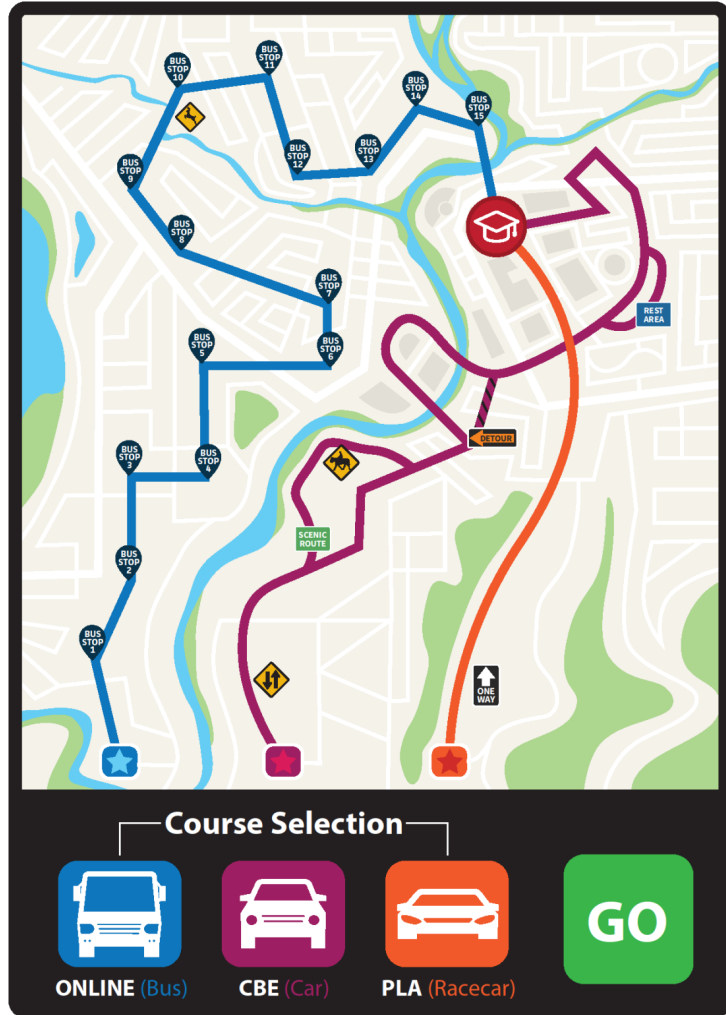 BUS
STOP
10
BUS
STOP
11
BUS
STOP
14
BUS
STOP
15
BUS
STOP
12
BUS
STOP
13
BUS
STOP
9
BUS
STOP
8
BUS
STOP
7
REST
AREA
BUS
STOP
5
BUS
STOP
6
DETOUR
BUS
STOP
3
BUS
STOP
4
SCENIC
ROUTE
BUS
STOP
2
BUS
STOP
1
ONE
WAY
Course Selection
GO
ONLINE (Bus)
CBE (Car)
PLA (Racecar)